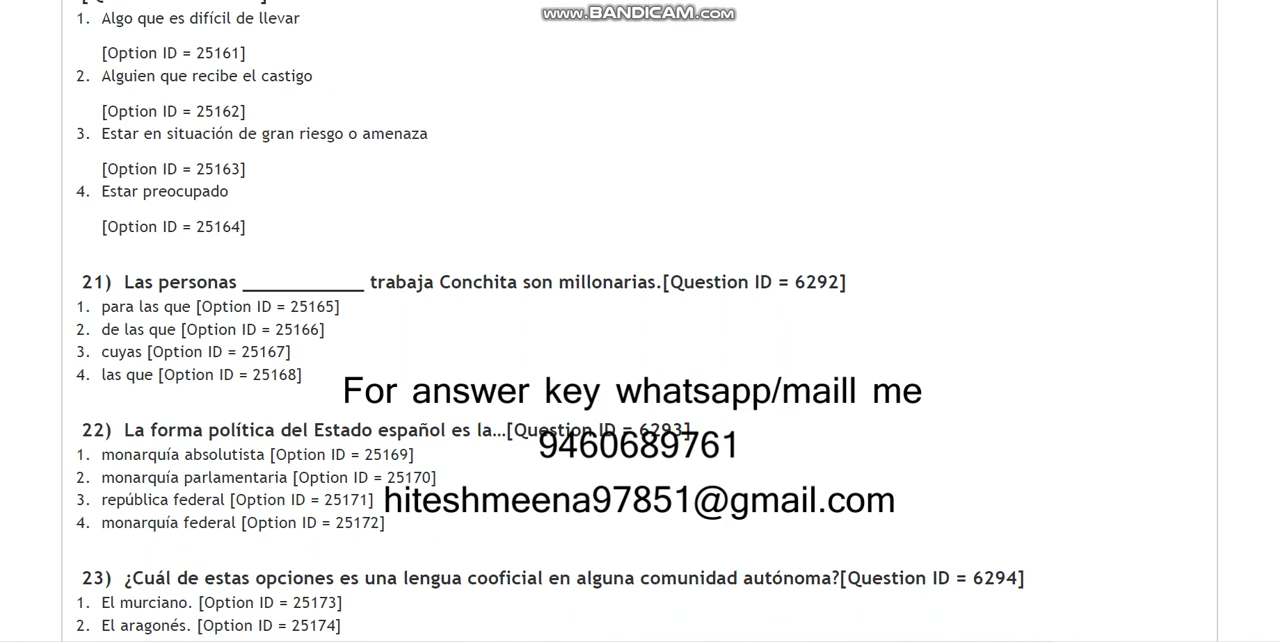 www.BANDICAM.com
1. Algo que es difícil de llevar
[Option ID = 25161]
2. Alguien que recibe el castigo
[Option ID = 25162]
3. Estar en situación de gran riesgo o amenaza
[Option ID = 25163]
4. Estar preocupado
[Option ID = 25164]
21) Las personas ____________ trabaja Conchita son millonarias.[Question ID = 6292]
1. para las que [Option ID = 25165]
2. de las que [Option ID = 25166]
3. cuyas [Option ID = 25167]
4. las que [Option ID = 25168]
For answer key whatsapp/maill me
22) La forma política del Estado español es la...[Question ID = 6293]
9460689761
1. monarquía absolutista [Option ID = 25169]
2. monarquía parlamentaria [Option ID = 25170]
3. república federal [Option ID = 25171]
hiteshmeena97851@gmail.com
4. monarquía federal [Option ID = 25172]
23) ¿Cuál de estas opciones es una lengua cooficial en alguna comunidad autónoma?[Question ID = 6294]
1. El murciano. [Option ID = 25173]
2. El aragonés. [Option ID = 25174]